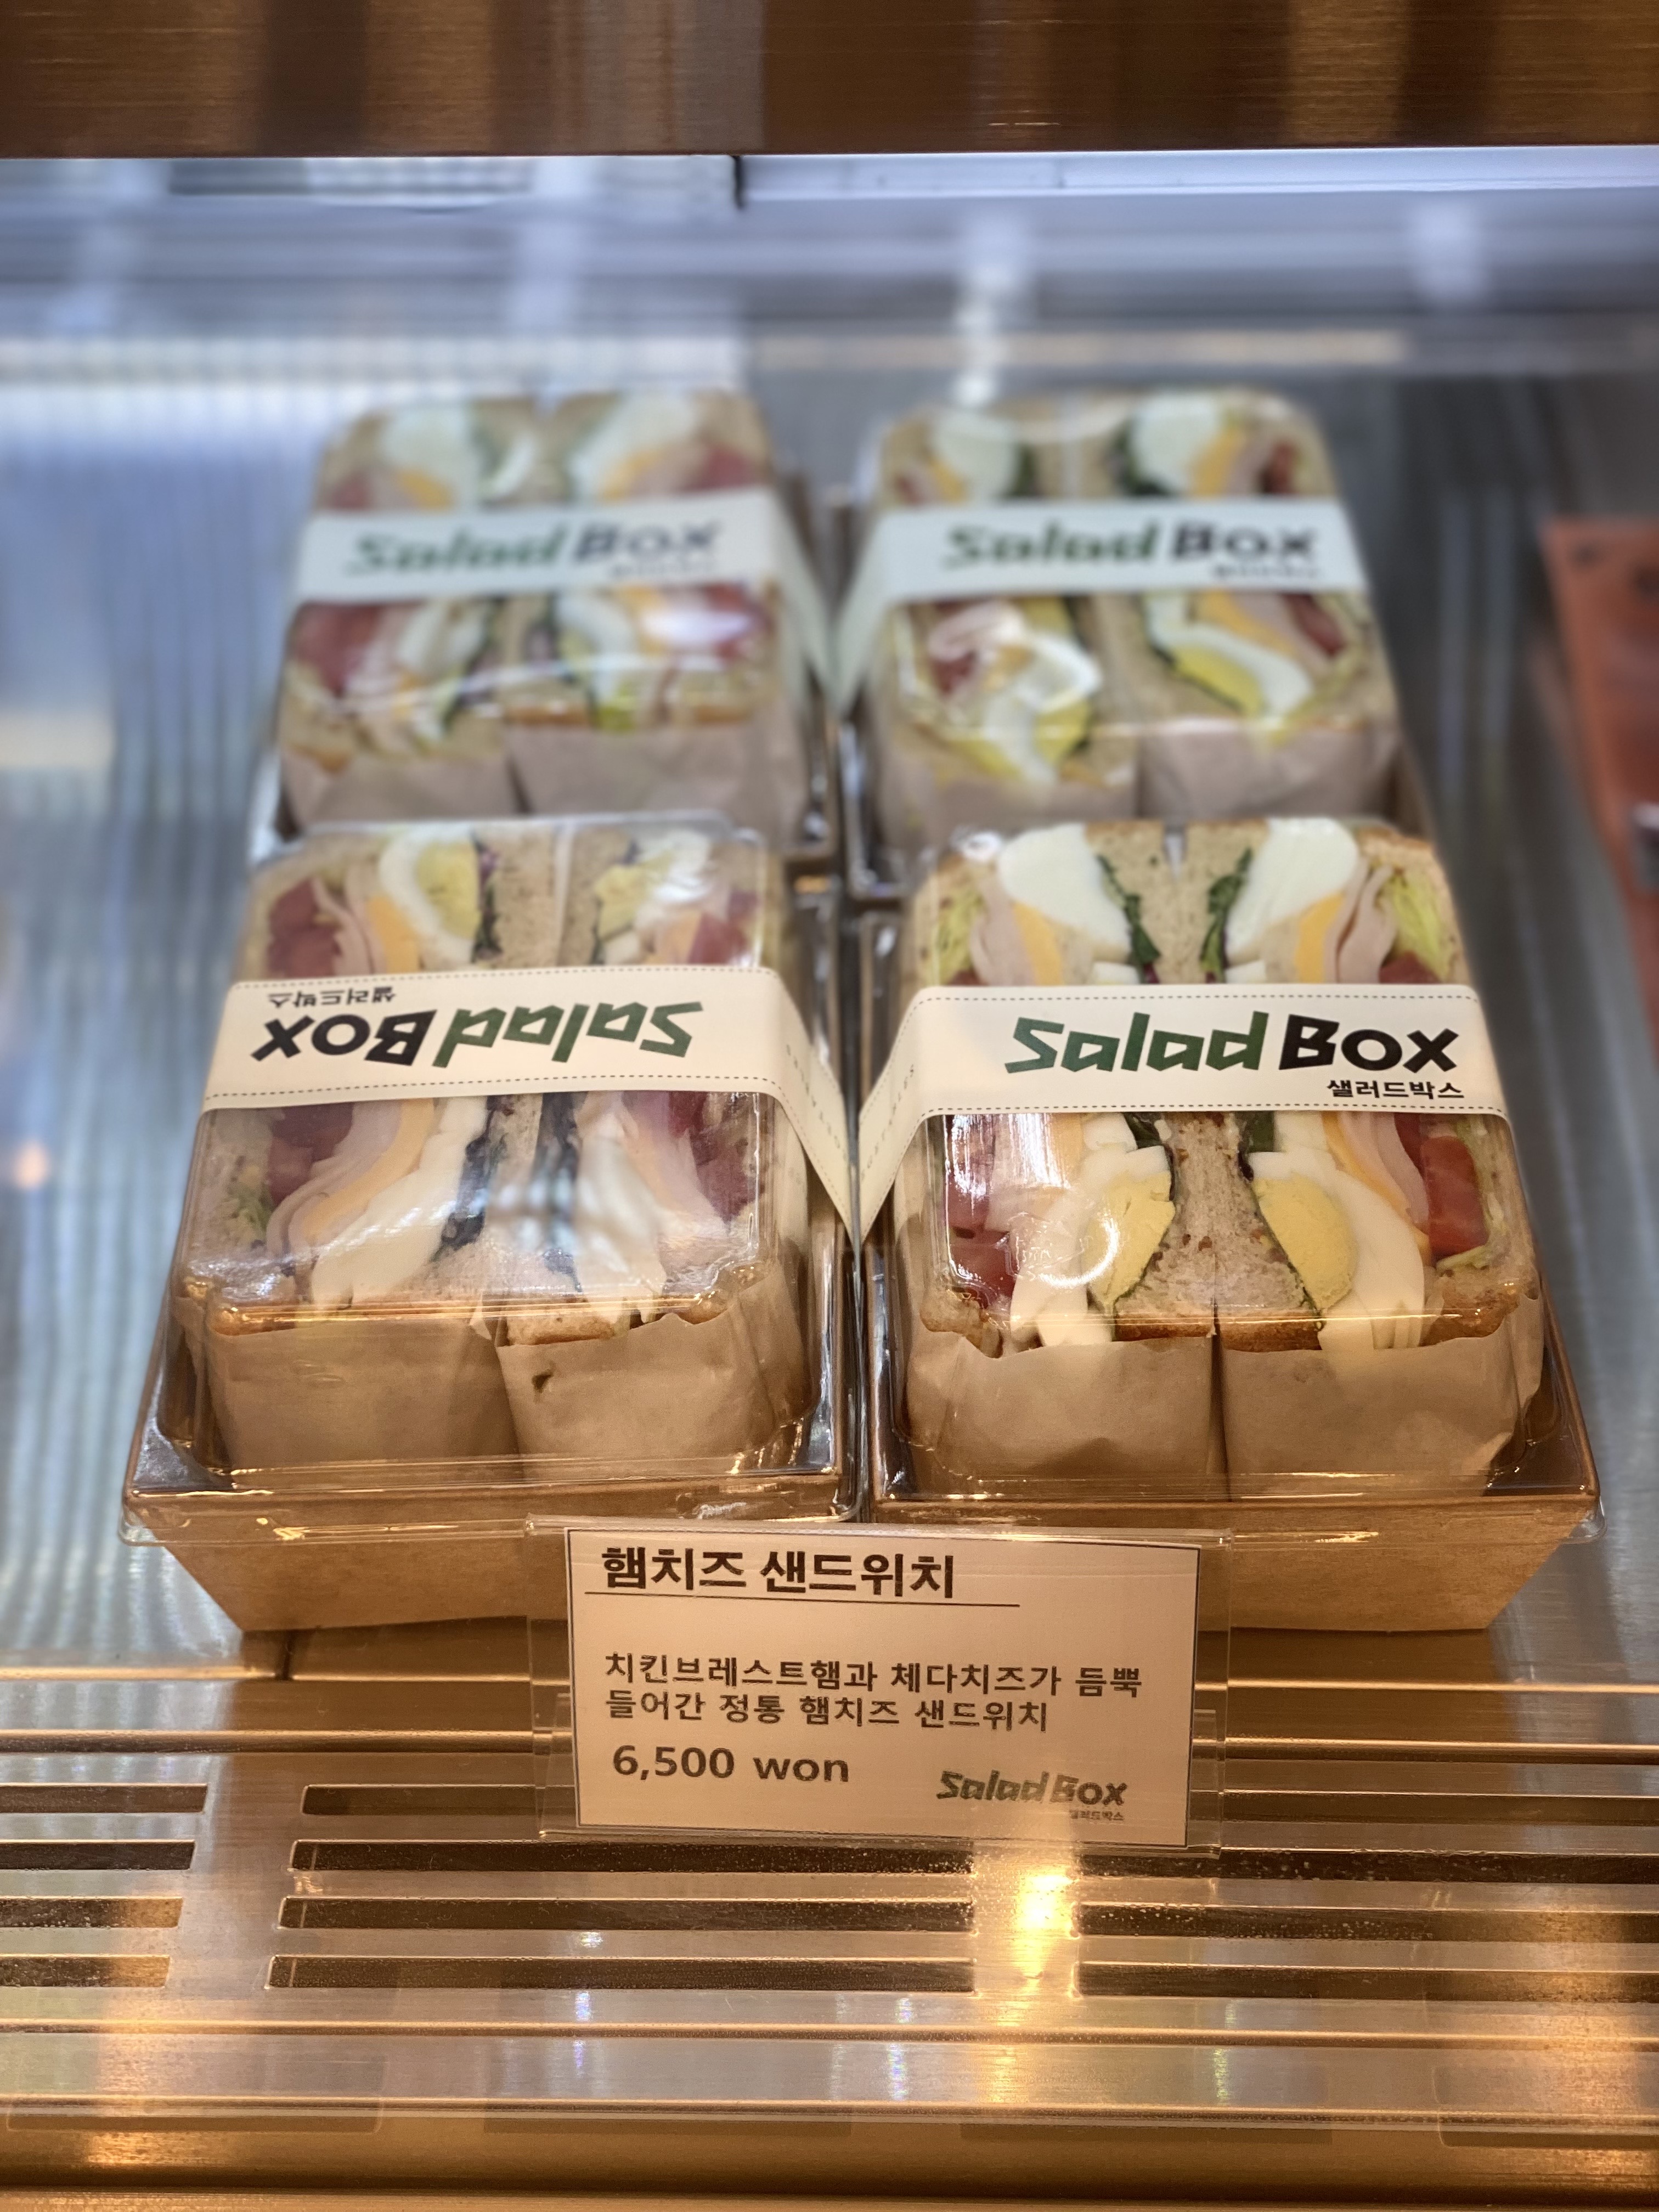 Salad Box
Salad Box
Salad Box
샐러드박스
Salad Box
샐러드박스
햄치즈 샌드위치
치킨브레스트햄과 체다치즈가 듬뿍
들어간 정통 햄치즈 샌드위치
6,500 won
Salad Box
샐러드박스